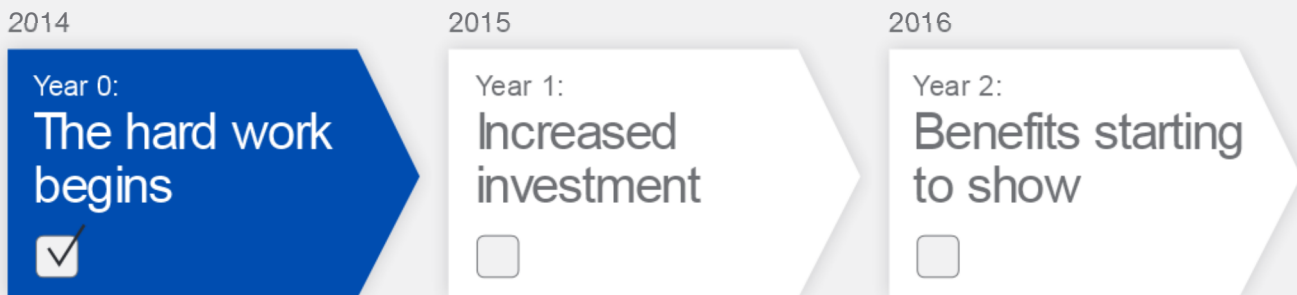 2014
2015
2016
Year 0:
The hard work
begins
Year 1:
Increased
investment
Year 2:
Benefits starting
to show